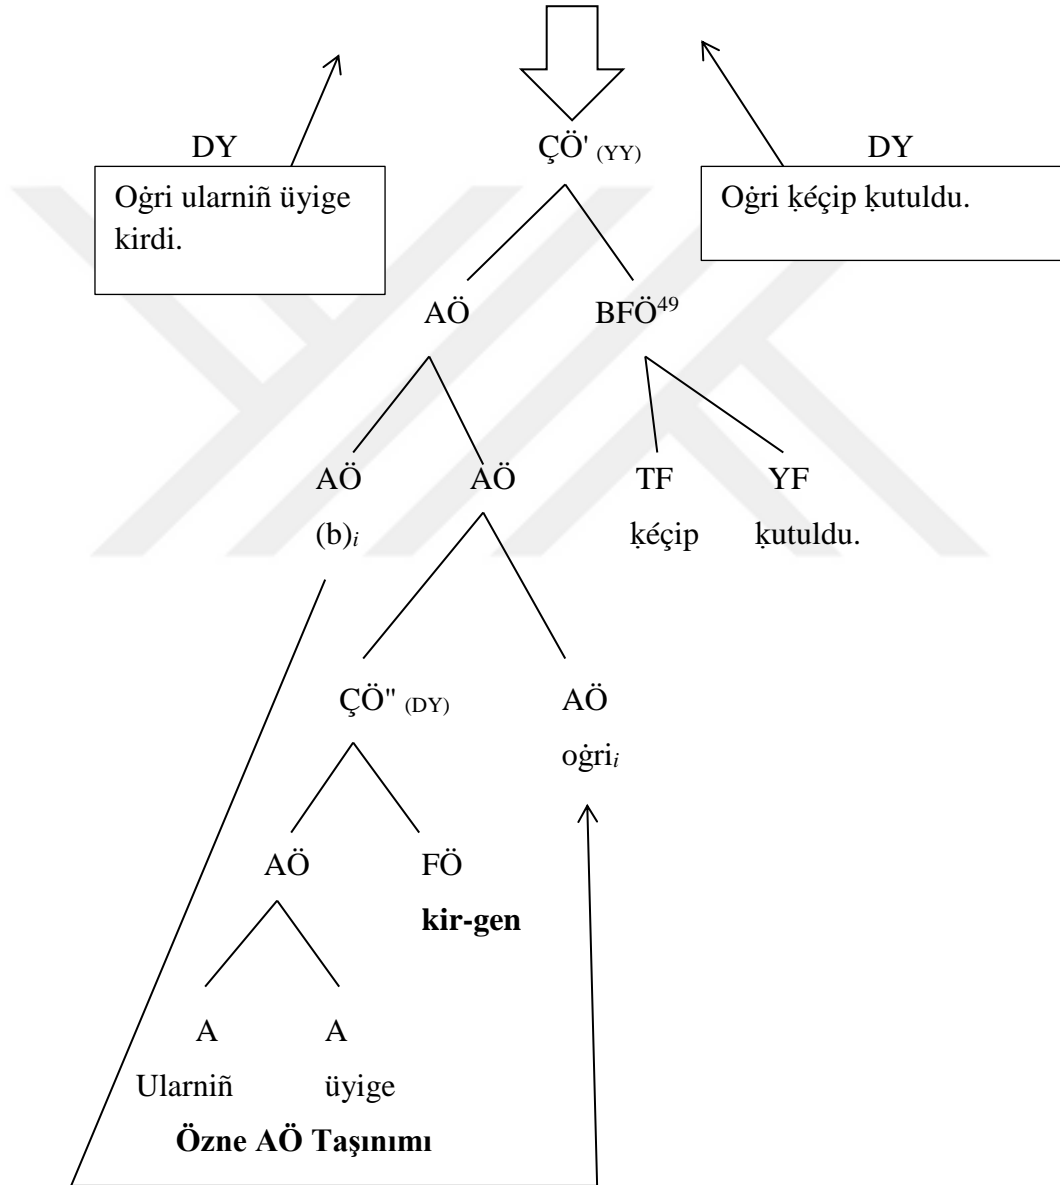 DY
ÇÖ' (YY)
DY
Oġri ularniñ üyige
kirdi.
Oġri ḳéçip ḳutuldu.
AÖ
BFÖ49
AÖ
AÖ
TF
YF
(b)i
ḳéçip
ḳutuldu.
ÇÖ" (DY)
AÖ
oġrii
AÖ
FÖ
kir-gen
A
A
Ularniñ
üyige
Özne AÖ Taşınımı